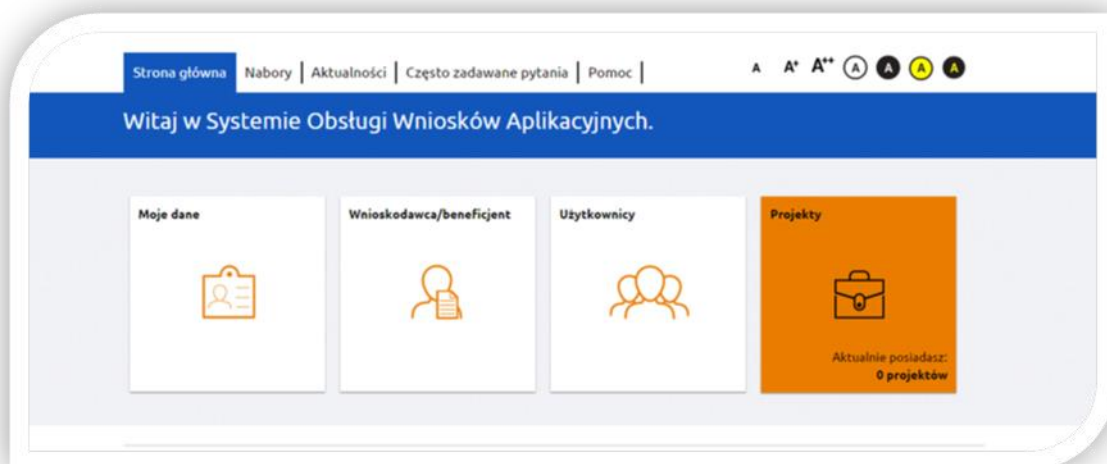 Strona główna Nabory Aktualności Często zadawane pytania Pomoc A A+ A++ A A A A
Witaj w Systemie Obsługi Wniosków Aplikacyjnych.
Moje dane Wnioskodawca/beneficjent Użytkownicy Projekty
Aktualnie posiadasz:
0 projektów